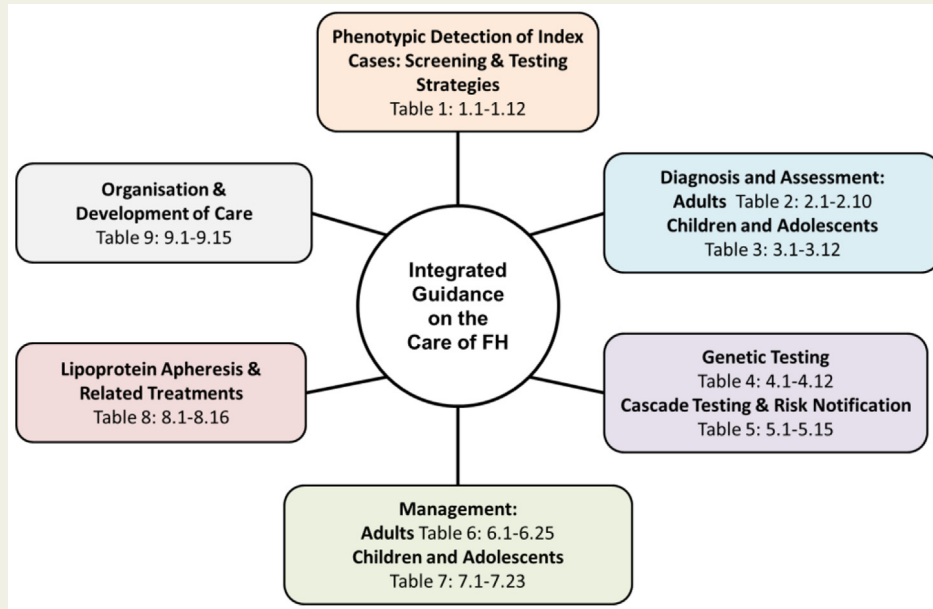 Phenotypic Detection of Index
Cases: Screening & Testing
Strategies
Table 1: 1.1-1.12
Organisation &
Development of Care
Table 9: 9.1-9.15
Diagnosis and Assessment:
Adults Table 2: 2.1-2.10
Children and Adolescents
Table 3: 3.1-3.12
Integrated
Guidance
on the
Care of FH
Lipoprotein Apheresis &
Related Treatments
Table 8: 8.1-8.16
Genetic Testing
Table 4: 4.1-4.12
Cascade Testing & Risk Notification
Table 5: 5.1-5.15
Management:
Adults Table 6: 6.1-6.25
Children and Adolescents
Table 7: 7.1-7.23